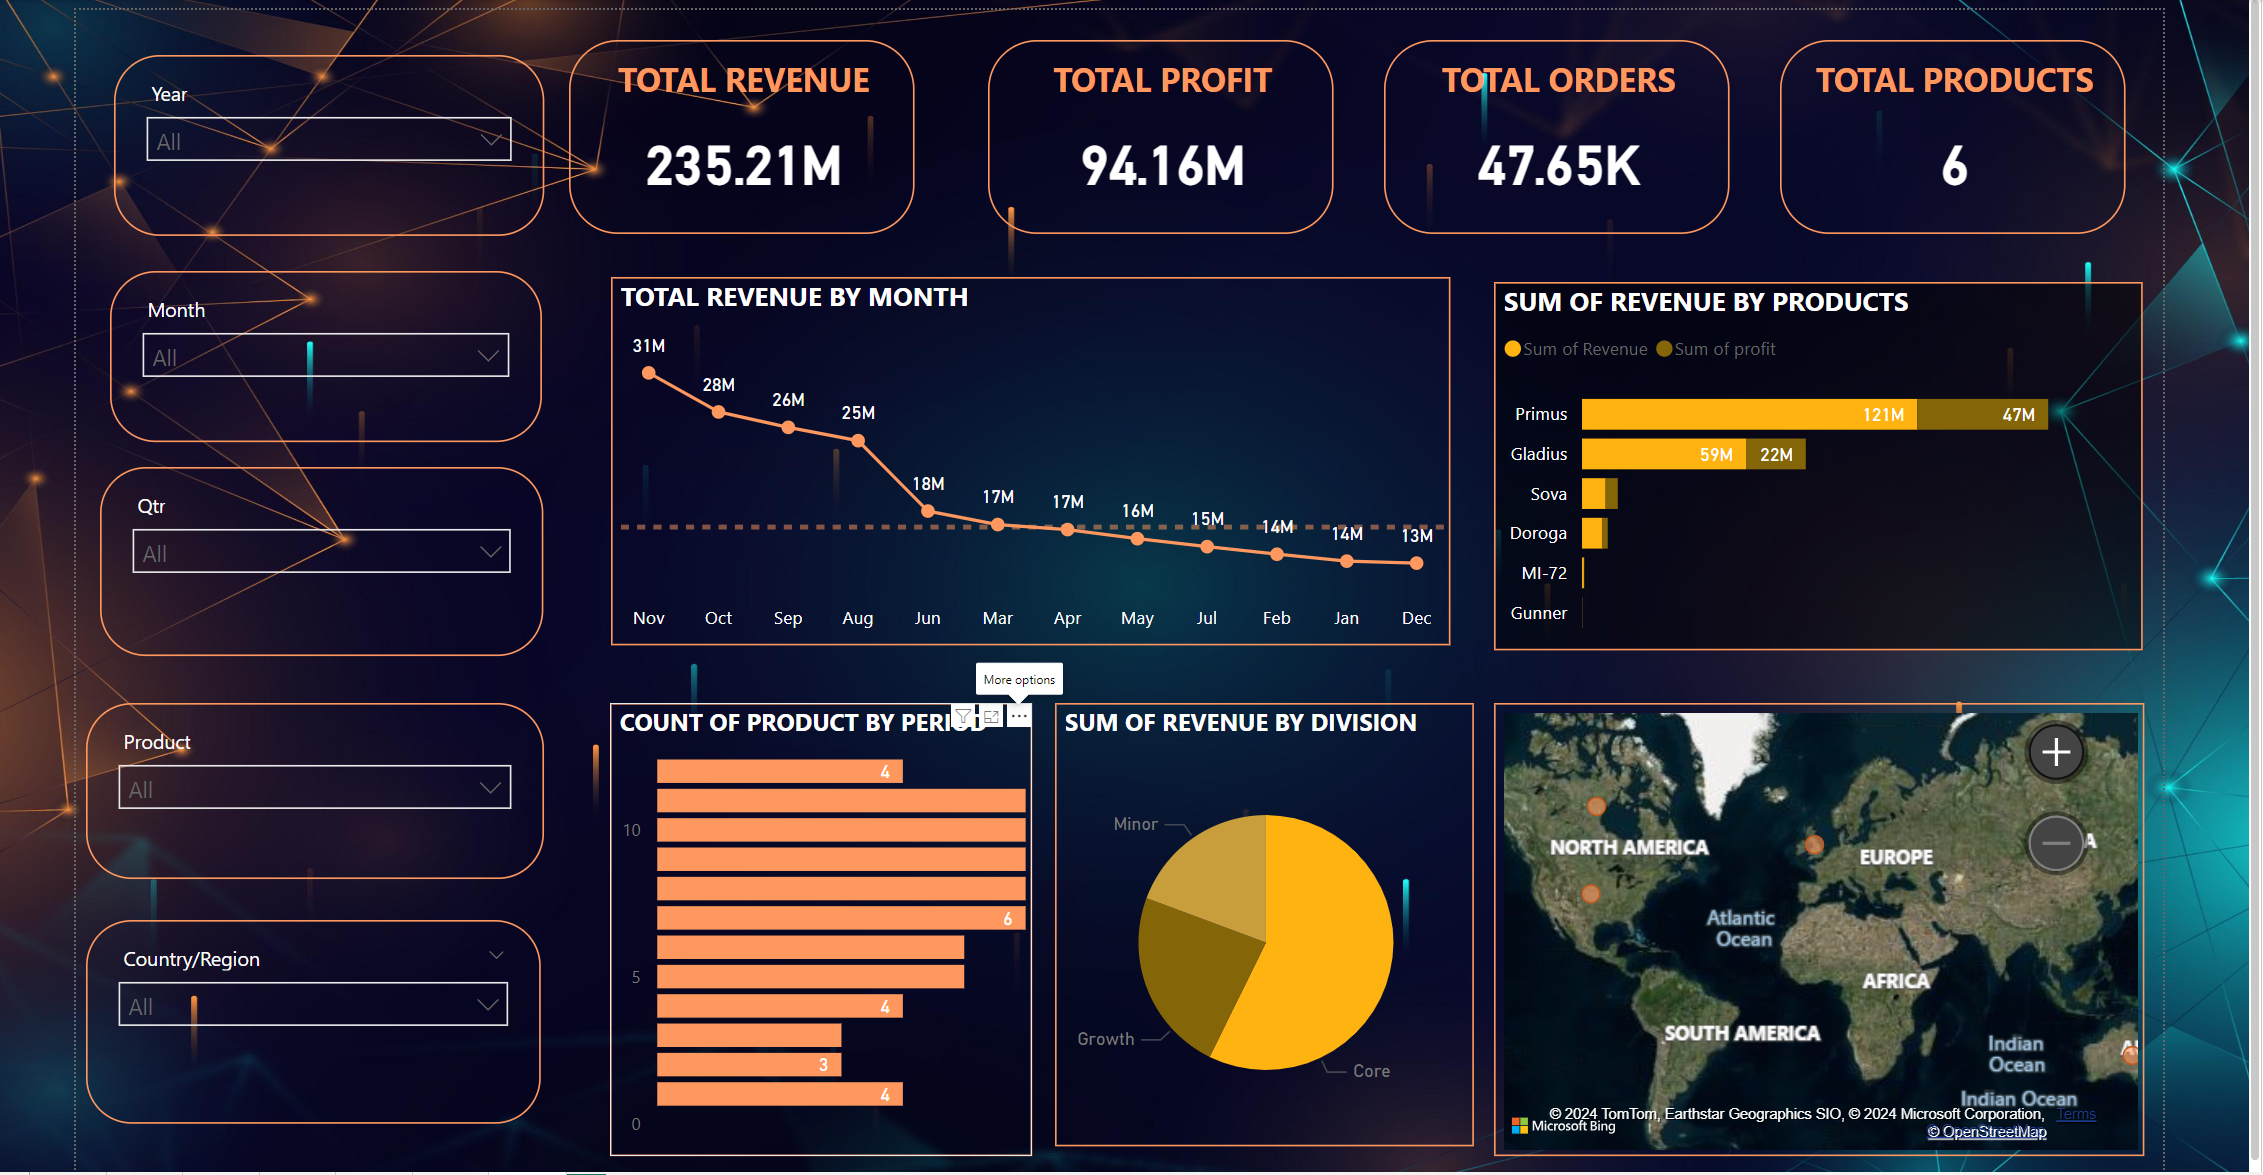 Year
All
TOTAL REVENUE
235.21M
TOTAL PROFIT
94.16M
TOTAL ORDERS
47.65K
TOTAL PRODUCTS
6
Month
All
Qtr
All
Product
All
Country/Region
All
TOTAL REVENUE BY MONTH
31M
28M
26M
25M
18M
17M
17M
16M
15M
14M
14M
13M
Nov
Oct
Sep
Aug
Jun
Mar
Apr
May
Jul
Feb
Jan
Dec
SUM OF REVENUE BY PRODUCTS
Sum of Revenue
Sum of profit
Primus
121M
47M
Gladius
59M
22M
Sova
Doroga
MI-72
Gunner
More options
COUNT OF PRODUCT BY PERIOD
4
10
6
5
4
3
4
0
SUM OF REVENUE BY DIVISION
Minor
Growth
Core
NORTH AMERICA
EUROPE
A
Atlantic
Ocean
AFRICA
SOUTH AMERICA
Indian
Ocean
Indian Ocean
© 2024 TomTom, Earthstar Geographics SIO, © 2024 Microsoft Corporation, Terms
Microsoft Bing
© OpenStreetMap